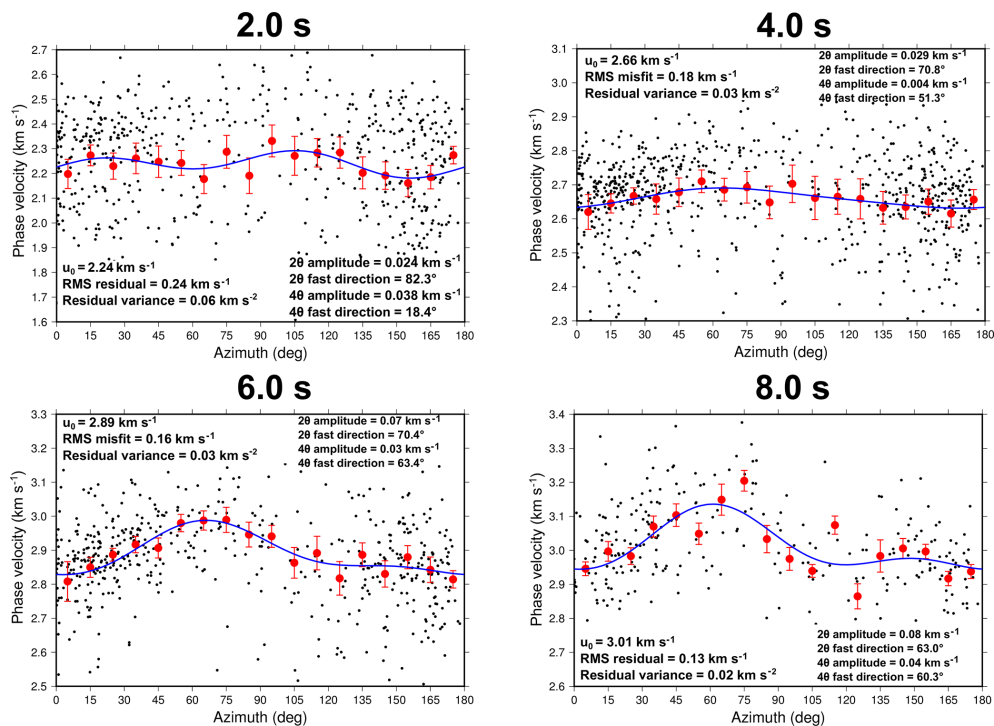 2.0 s
2.7
2.6
2.5
2.4
2.3
2.2
2.1
2.0
1.9
1.8
1.7
1.6
Phase velocity (km s⁻¹)
u₀ = 2.24 km s⁻¹
RMS residual = 0.24 km s⁻¹
Residual variance = 0.06 km s⁻²
2θ amplitude = 0.024 km s⁻¹
2θ fast direction = 82.3°
4θ amplitude = 0.038 km s⁻¹
4θ fast direction = 18.4°
0 15 30 45 60 75 90 105 120 135 150 165 180
Azimuth (deg)
4.0 s
3.1
3.0
2.9
2.8
2.7
2.6
2.5
2.4
2.3
Phase velocity (km s⁻¹)
u₀ = 2.66 km s⁻¹
RMS misfit = 0.18 km s⁻¹
Residual variance = 0.03 km s⁻²
2θ amplitude = 0.029 km s⁻¹
2θ fast direction = 70.8°
4θ amplitude = 0.004 km s⁻¹
4θ fast direction = 51.3°
0 15 30 45 60 75 90 105 120 135 150 165 180
Azimuth (deg)
6.0 s
3.3
3.2
3.1
3.0
2.9
2.8
2.7
2.6
2.5
Phase velocity (km s⁻¹)
u₀ = 2.89 km s⁻¹
RMS misfit = 0.16 km s⁻¹
Residual variance = 0.03 km s⁻²
2θ amplitude = 0.07 km s⁻¹
2θ fast direction = 70.4°
4θ amplitude = 0.03 km s⁻¹
4θ fast direction = 63.4°
0 15 30 45 60 75 90 105 120 135 150 165 180
Azimuth (deg)
8.0 s
3.4
3.3
3.2
3.1
3.0
2.9
2.8
2.7
2.6
Phase velocity (km s⁻¹)
u₀ = 3.01 km s⁻¹
RMS residual = 0.13 km s⁻¹
Residual variance = 0.02 km s⁻²
2θ amplitude = 0.08 km s⁻¹
2θ fast direction = 63.0°
4θ amplitude = 0.04 km s⁻¹
4θ fast direction = 60.3°
0 15 30 45 60 75 90 105 120 135 150 165 180
Azimuth (deg)